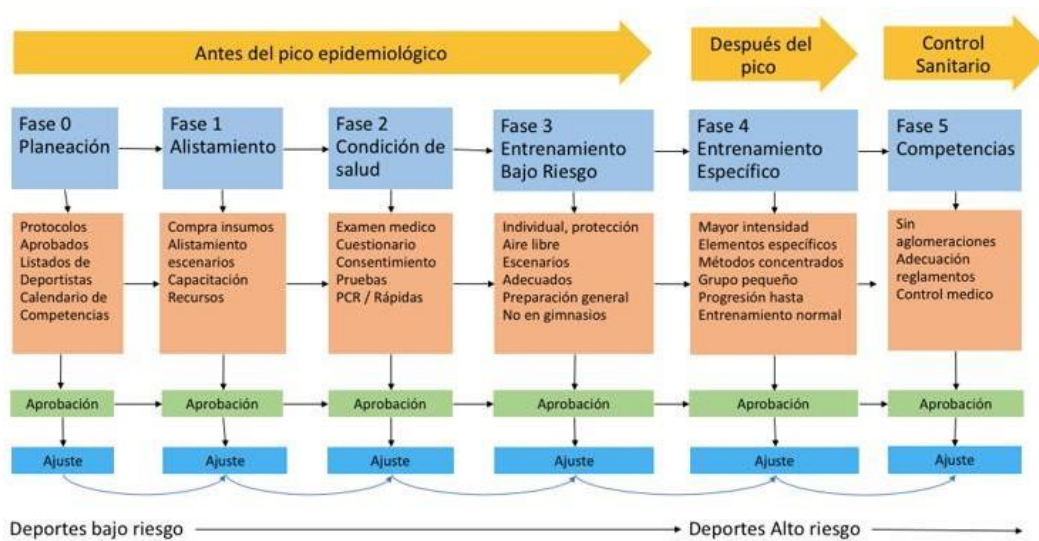 Antes del pico epidemiológico
Después del
pico
Control
Sanitario
Fase 0
Planeación
Fase 1
Alistamiento
Fase 2
Condición de
salud
Fase 3
Entrenamiento
Bajo Riesgo
Fase 4
Entrenamiento
Específico
Fase 5
Competencias
Protocolos
Aprobados
Listados de
Deportistas
Calendario de
Competencias
Compra insumos
Alistamiento
escenarios
Capacitación
Recursos
Examen medico
Cuestionario
Consentimiento
Pruebas
PCR / Rápidas
Individual, protección
Aire libre
Escenarios
Adecuados
Preparación general
No en gimnasios
Mayor intensidad
Elementos específicos
Métodos concentrados
Grupo pequeño
Progresión hasta
Entrenamiento normal
Sin
aglomeraciones
Adecuación
reglamentos
Control medico
Aprobación
Aprobación
Aprobación
Aprobación
Aprobación
Aprobación
Ajuste
Ajuste
Ajuste
Ajuste
Ajuste
Ajuste
Deportes bajo riesgo
Deportes Alto riesgo